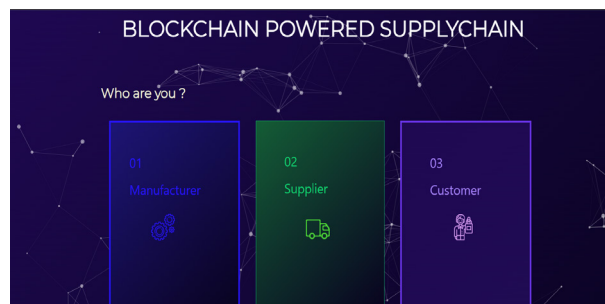 BLOCKCHAIN POWERED SUPPLYCHAIN
Who are you ?
01
Manufacturer
02
Supplier
03
Customer